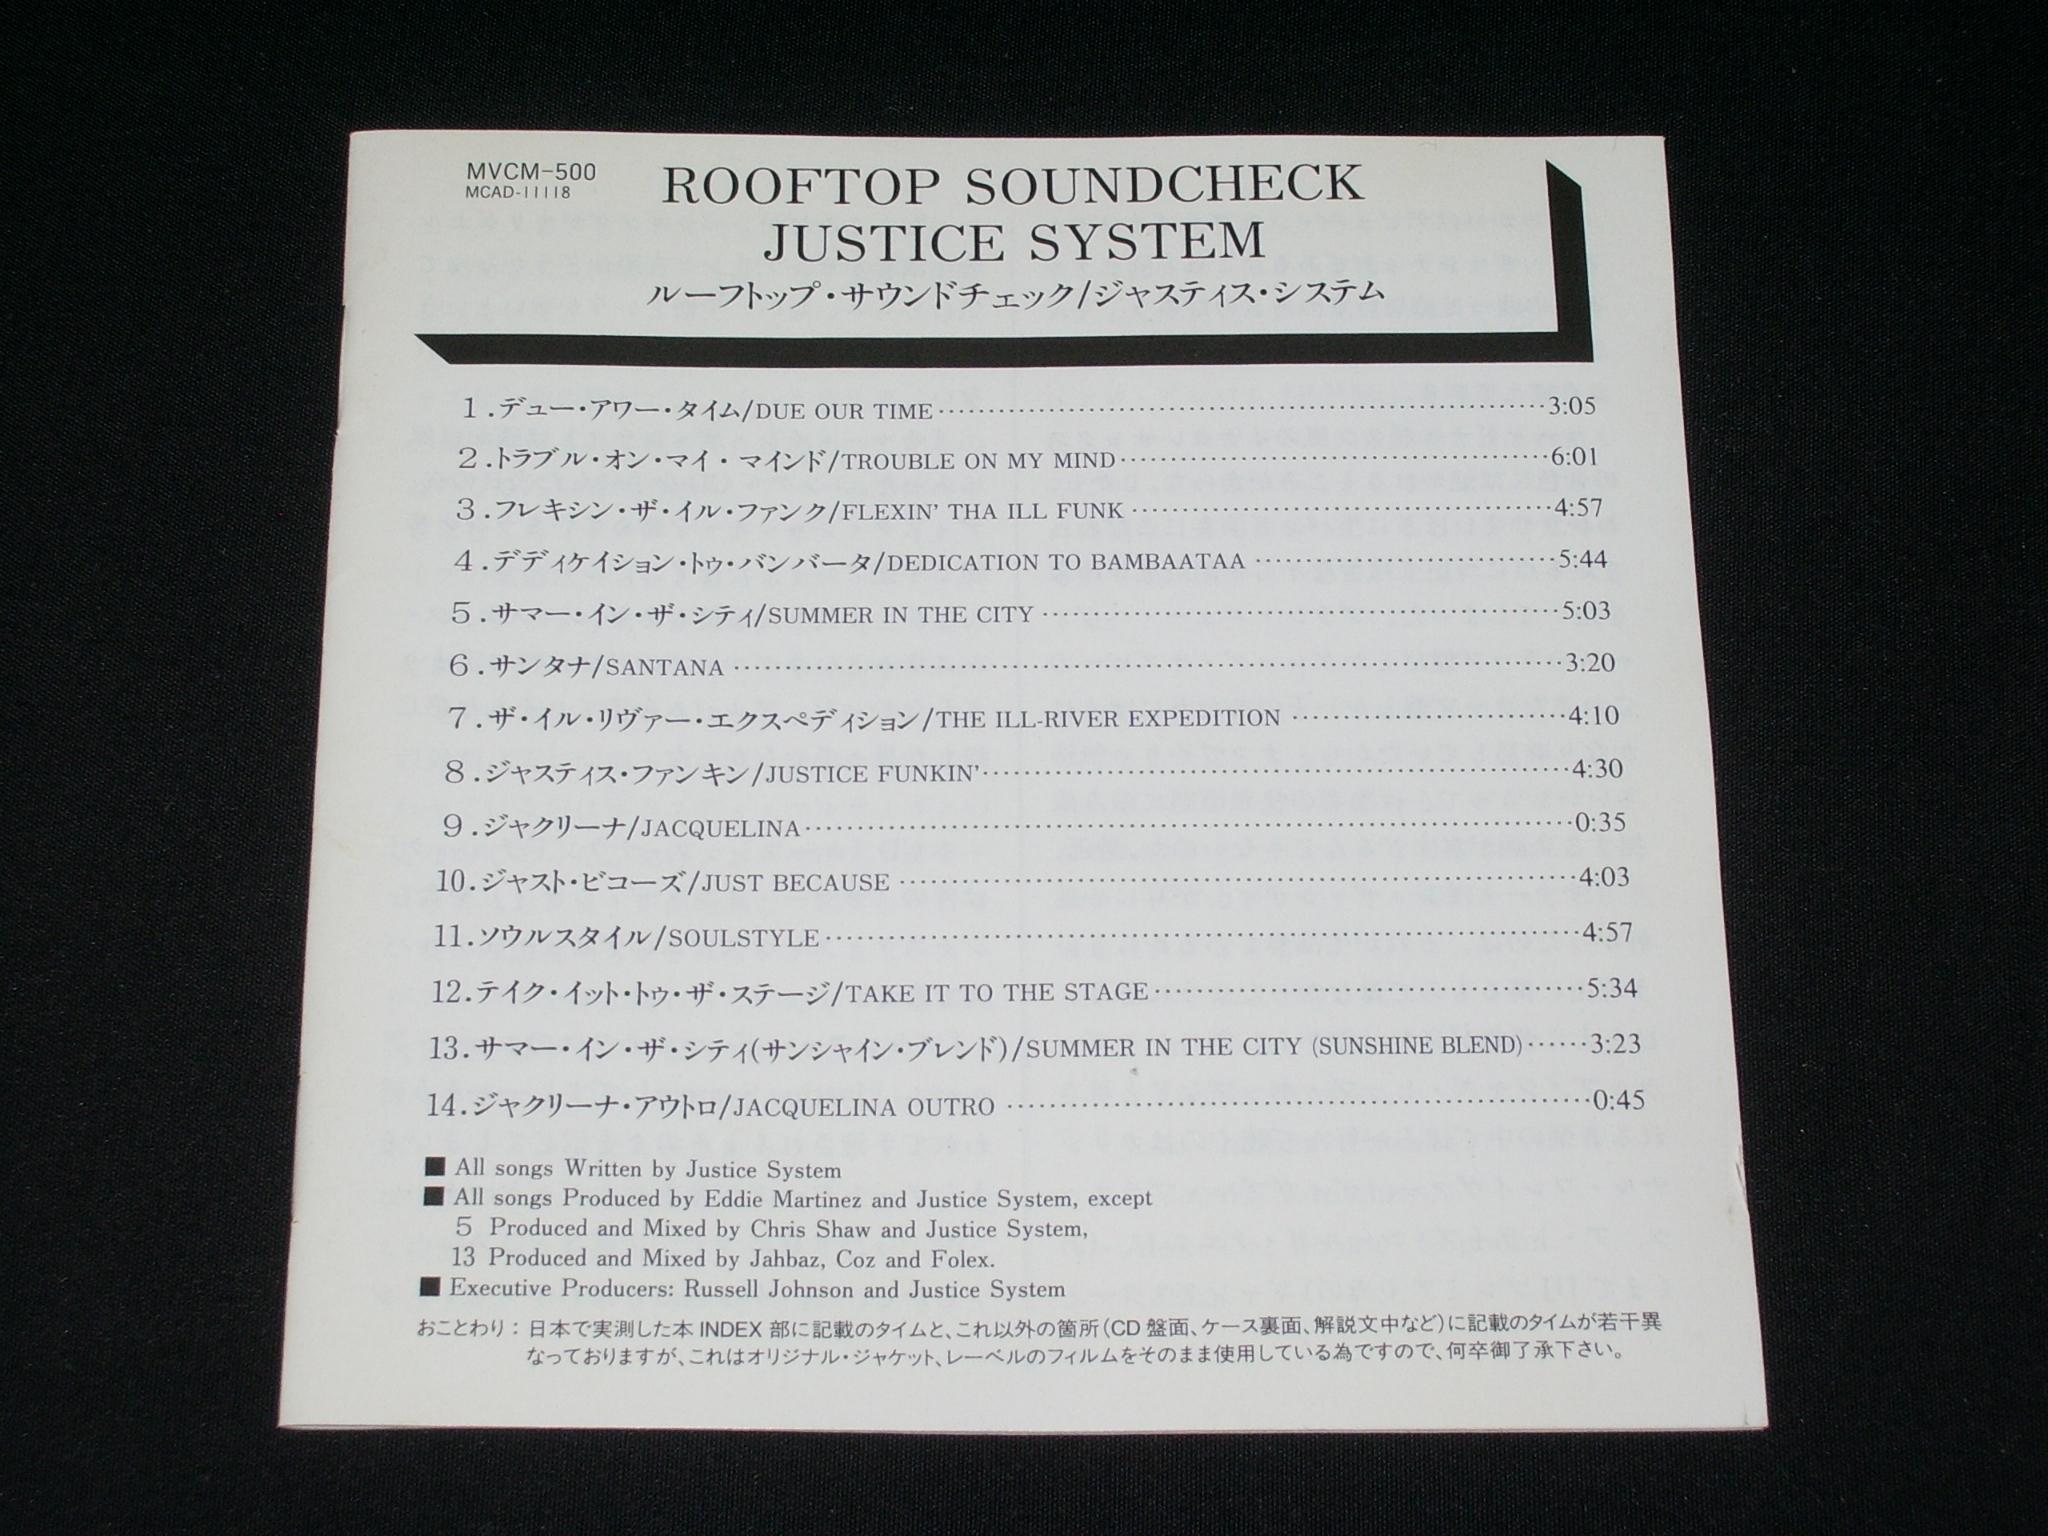 MVCM-500
MCAD-11118
ROOFTOP SOUNDCHECK
JUSTICE SYSTEM
ルーフトップ・サウンドチェック/ジャスティス・システム
1.デュー・アワー・タイム/DUE OUR TIME……3:05
2.トラブル・オン・マイ・マインド/TROUBLE ON MY MIND……6:01
3.フレキシン・ザ・イル・ファンク/FLEXIN' THA ILL FUNK……4:57
4.デディケイション・トゥ・バンバータ/DEDICATION TO BAMBAATAA……5:44
5.サマー・イン・ザ・シティ/SUMMER IN THE CITY……5:03
6.サンタナ/SANTANA……3:20
7.ザ・イル・リヴァー・エクスペディション/THE ILL-RIVER EXPEDITION……4:10
8.ジャスティス・ファンキン/JUSTICE FUNKIN'……4:30
9.ジャクリーナ/JACQUELINA……0:35
10.ジャスト・ビコーズ/JUST BECAUSE……4:03
11.ソウルスタイル/SOULSTYLE……4:57
12.テイク・イット・トゥ・ザ・ステージ/TAKE IT TO THE STAGE……5:34
13.サマー・イン・ザ・シティ(サンシャイン・ブレンド)/SUMMER IN THE CITY (SUNSHINE BLEND)……3:23
14.ジャクリーナ・アウトロ/JACQUELINA OUTRO……0:45
■ All songs Written by Justice System
■ All songs Produced by Eddie Martinez and Justice System, except
5 Produced and Mixed by Chris Shaw and Justice System,
13 Produced and Mixed by Jahbaz, Coz and Folex.
■ Executive Producers: Russell Johnson and Justice System
おことわり：日本で実測した本INDEX部に記載のタイムと、これ以外の箇所(CD盤面、ケース裏面、解説文中など)に記載のタイムが若干異
なっておりますが、これはオリジナル・ジャケット、レーベルのフィルムをそのまま使用している為ですので、何卒御了承下さい。